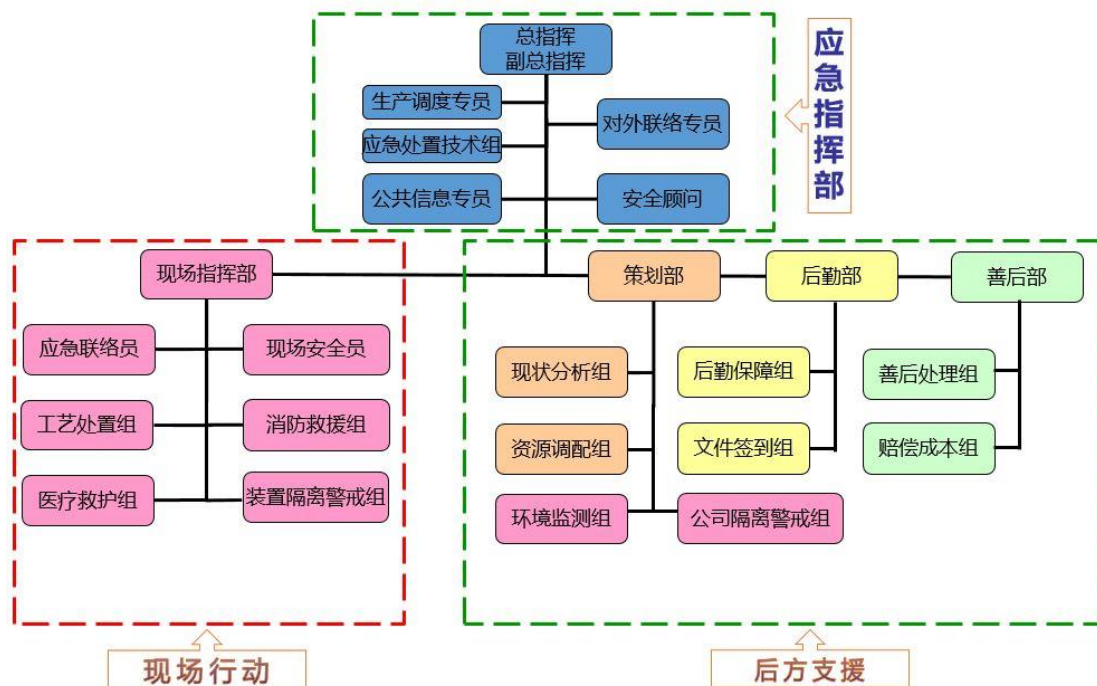 总指挥
副总指挥
生产调度专员
对外联络专员
应急处置技术组
公共信息专员
安全顾问
应急指挥部
现场指挥部
策划部
后勤部
善后部
应急联络员
现场安全员
现状分析组
后勤保障组
善后处理组
工艺处置组
消防救援组
资源调配组
文件签到组
赔偿成本组
医疗救护组
装置隔离警戒组
环境监测组
公司隔离警戒组
现场行动
后方支援